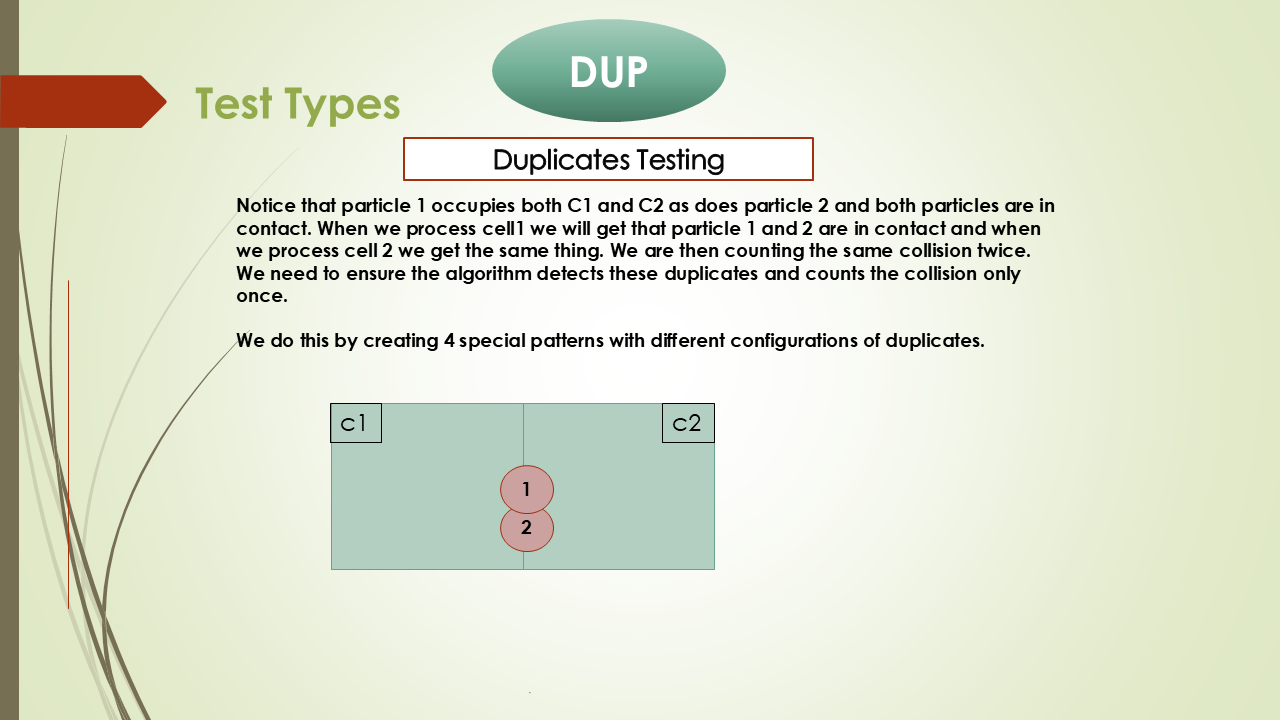 DUP
Test Types
Duplicates Testing
Notice that particle 1 occupies both C1 and C2 as does particle 2 and both particles are in
contact. When we process cell1 we will get that particle 1 and 2 are in contact and when
we process cell 2 we get the same thing. We are then counting the same collision twice.
We need to ensure the algorithm detects these duplicates and counts the collision only
once.
We do this by creating 4 special patterns with different configurations of duplicates.
c1
c2
1
2
.